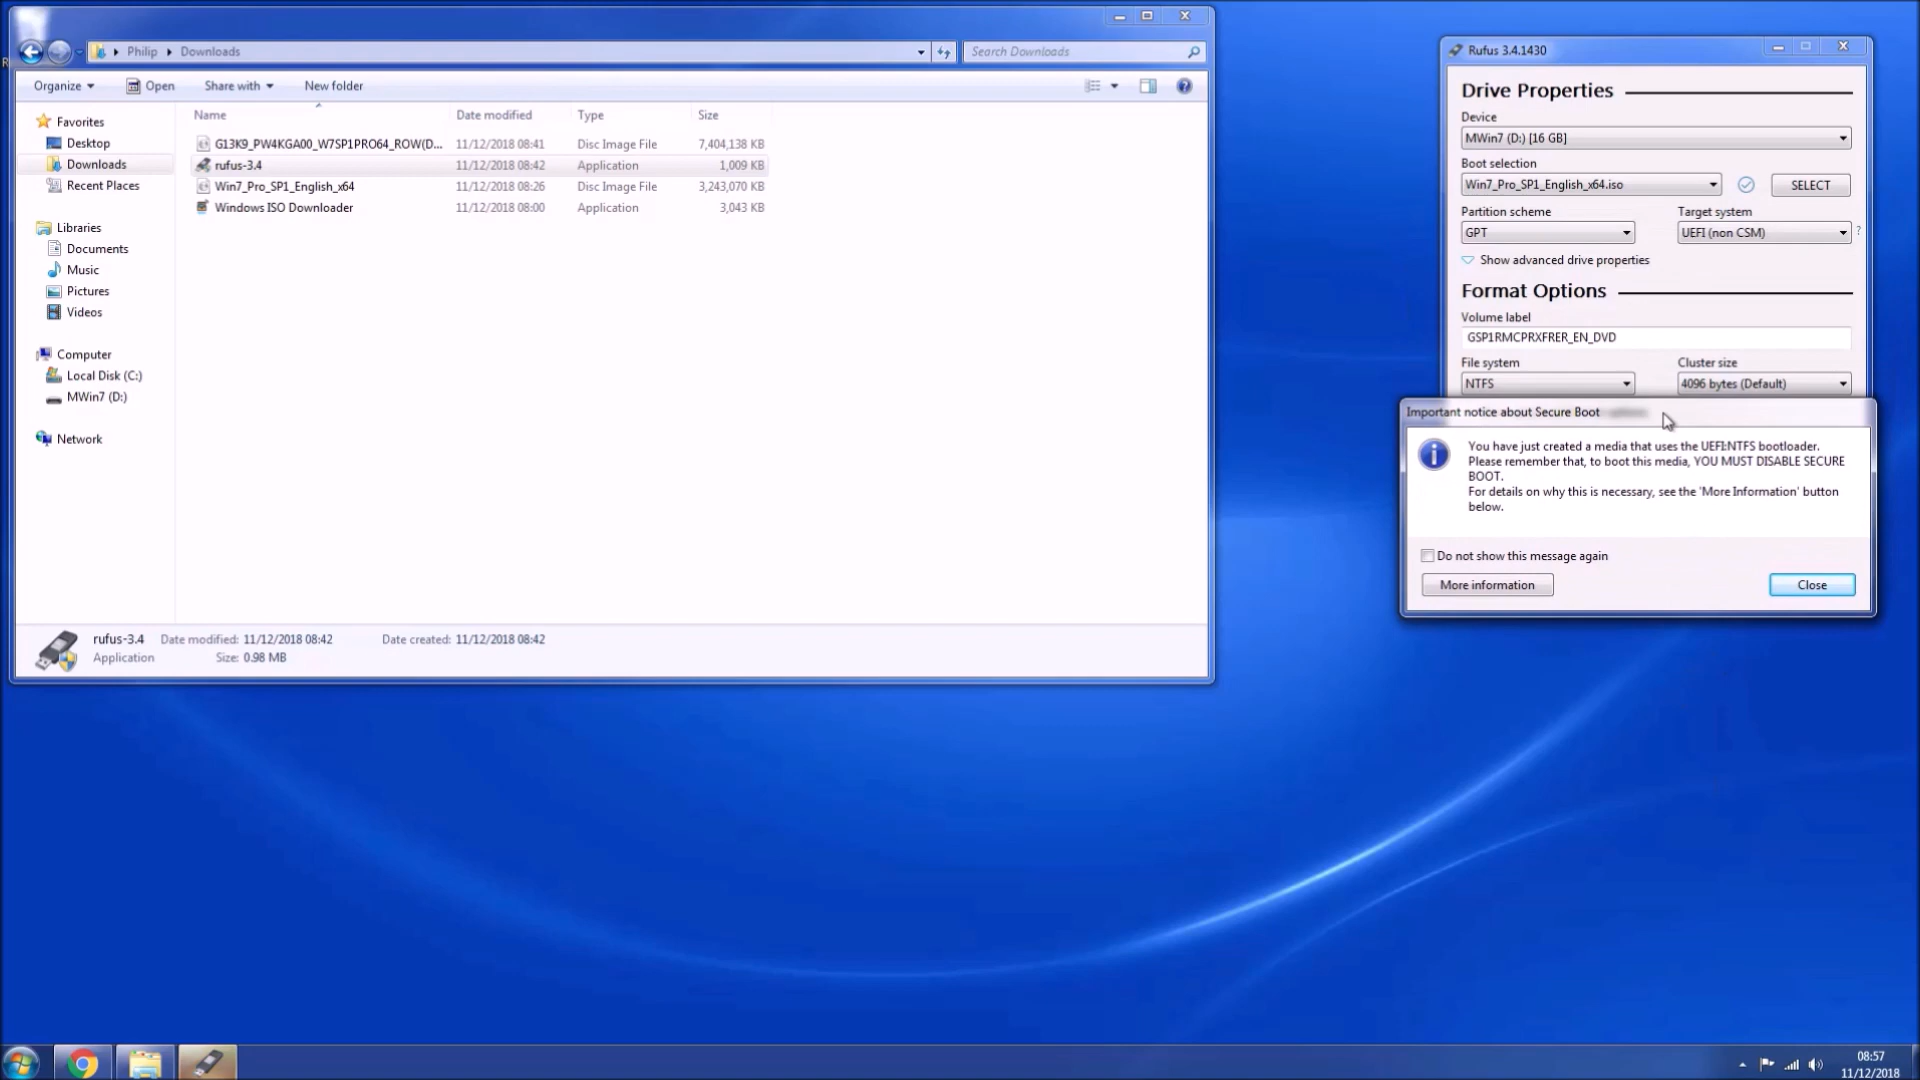 Philip Downloads
Search Downloads
Organize Open Share with New folder
Name Date modified Type Size
G13K9_PW4KGA00_W7SP1PRO64_ROW(D... 11/12/2018 08:41 Disc Image File 7,404,138 KB
rufus-3.4 11/12/2018 08:42 Application 1,009 KB
Win7_Pro_SP1_English_x64 11/12/2018 08:26 Disc Image File 3,243,070 KB
Windows ISO Downloader 11/12/2018 08:00 Application 3,043 KB
Favorites
Desktop
Downloads
Recent Places
Libraries
Documents
Music
Pictures
Videos
Computer
Local Disk (C:)
MWin7 (D:)
Network
rufus-3.4 Date modified: 11/12/2018 08:42 Date created: 11/12/2018 08:42
Application Size: 0.98 MB
Rufus 3.4.1430
Drive Properties
Device
MWin7 (D:) [16 GB]
Boot selection
Win7_Pro_SP1_English_x64.iso SELECT
Partition scheme Target system
GPT UEFI (non CSM) ?
Show advanced drive properties
Format Options
Volume label
GSP1RMCPRXFRER_EN_DVD
File system Cluster size
NTFS 4096 bytes (Default)
Important notice about Secure Boot
You have just created a media that uses the UEFI:NTFS bootloader.
Please remember that, to boot this media, YOU MUST DISABLE SECURE
BOOT.
For details on why this is necessary, see the 'More Information' button
below.
Do not show this message again
More information Close
08:57
11/12/2018